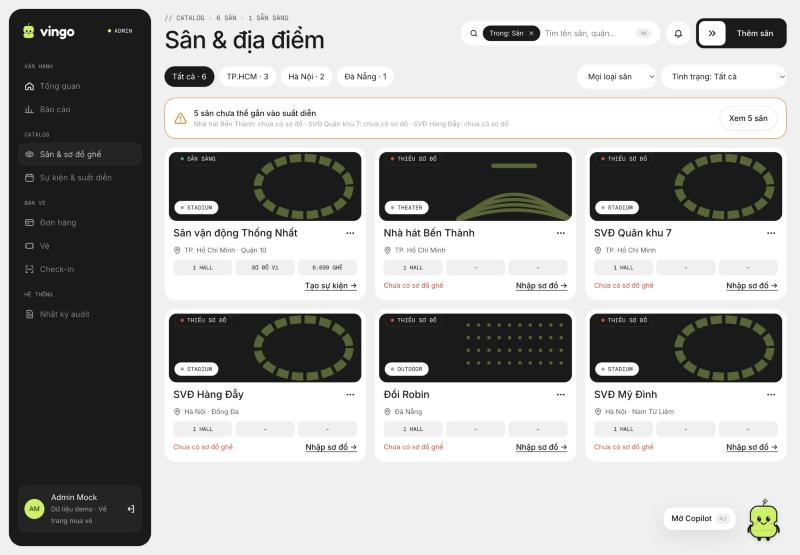 vingo
ADMIN
VẬN HÀNH
Tổng quan
Báo cáo
CATALOG
Sân & sơ đồ ghế
Sự kiện & suất diễn
BÁN VÉ
Đơn hàng
Vé
Check-in
HỆ THỐNG
Nhật ký audit
AM
Admin Mock
Dữ liệu demo · Về
trang mua vé
// CATALOG · 6 SÂN · 1 SẴN SÀNG
Sân & địa điểm
Trong: Sân ×
Tìm tên sân, quận...
⌘K
Thêm sân
Tất cả · 6
TP.HCM · 3
Hà Nội · 2
Đà Nẵng · 1
Mọi loại sân
Tình trạng: Tất cả
5 sân chưa thể gắn vào suất diễn
Nhà hát Bến Thành: chưa có sơ đồ · SVĐ Quân khu 7: chưa có sơ đồ · SVĐ Hàng Đẫy: chưa có sơ đồ
Xem 5 sân
SẴN SÀNG
STADIUM
Sân vận động Thống Nhất
TP. Hồ Chí Minh · Quận 10
1 HALL
SƠ ĐỒ V1
6.699 GHẾ
Tạo sự kiện →
THIẾU SƠ ĐỒ
THEATER
Nhà hát Bến Thành
TP. Hồ Chí Minh
1 HALL
-
-
Chưa có sơ đồ ghế
Nhập sơ đồ →
THIẾU SƠ ĐỒ
STADIUM
SVĐ Quân khu 7
TP. Hồ Chí Minh
1 HALL
-
-
Chưa có sơ đồ ghế
Nhập sơ đồ →
THIẾU SƠ ĐỒ
STADIUM
SVĐ Hàng Đẫy
Hà Nội · Đống Đa
1 HALL
-
-
Chưa có sơ đồ ghế
Nhập sơ đồ →
THIẾU SƠ ĐỒ
OUTDOOR
Đồi Robin
Đà Nẵng
1 HALL
-
-
Chưa có sơ đồ ghế
Nhập sơ đồ →
THIẾU SƠ ĐỒ
STADIUM
SVĐ Mỹ Đình
Hà Nội · Nam Từ Liêm
1 HALL
-
-
Chưa có sơ đồ ghế
Nhập sơ đồ →
Mở Copilot